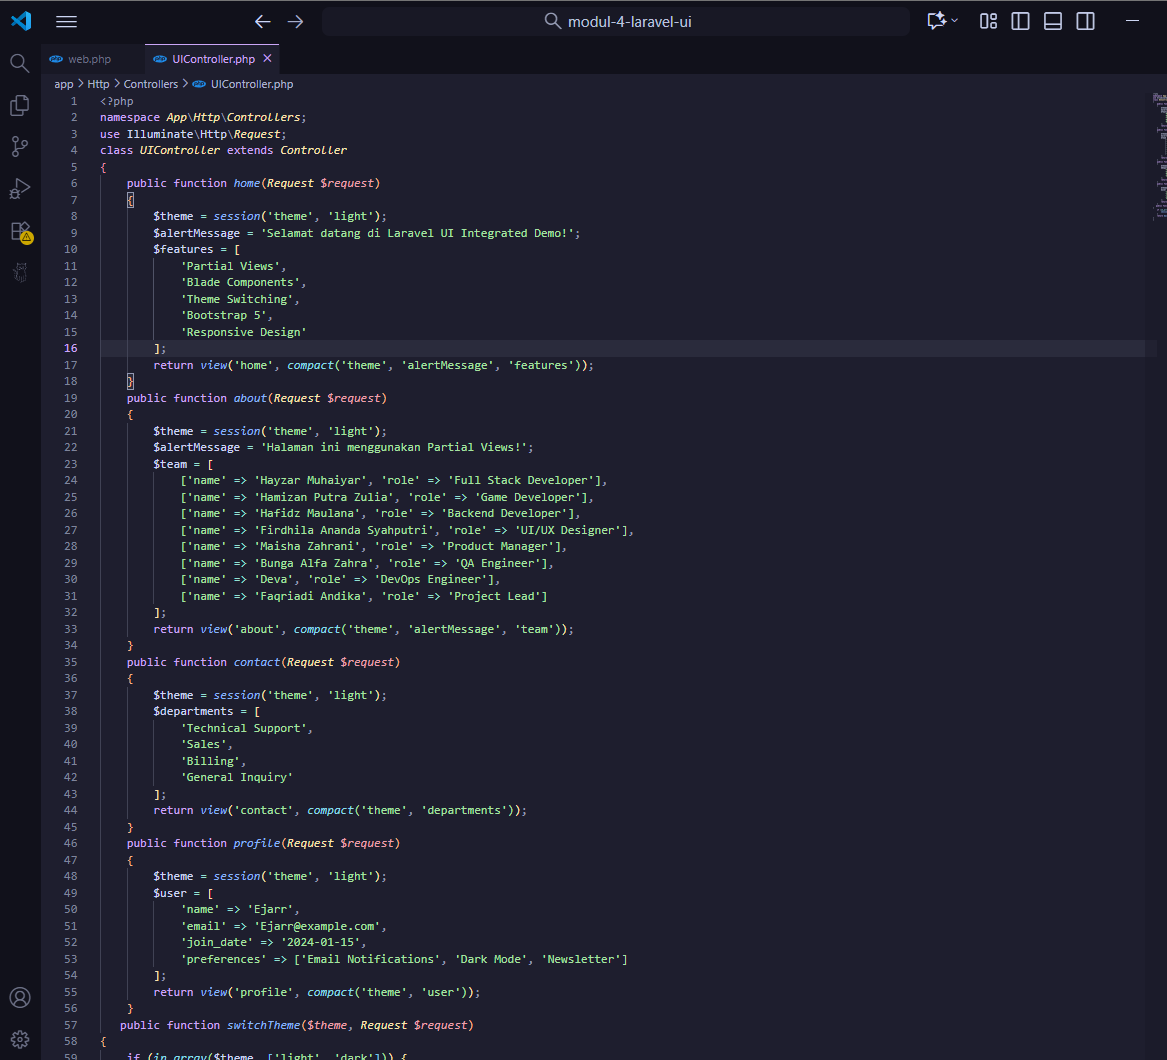 modul-4-laravel-ui
web.php
UIController.php
app > Http > Controllers > UIController.php
1 <?php
2 namespace App\Http\Controllers;
3 use Illuminate\Http\Request;
4 class UIController extends Controller
5 {
6     public function home(Request $request)
7     {
8         $theme = session('theme', 'light');
9         $alertMessage = 'Selamat datang di Laravel UI Integrated Demo!';
10         $features = [
11             'Partial Views',
12             'Blade Components',
13             'Theme Switching',
14             'Bootstrap 5',
15             'Responsive Design'
16         ];
17         return view('home', compact('theme', 'alertMessage', 'features'));
18     }
19     public function about(Request $request)
20     {
21         $theme = session('theme', 'light');
22         $alertMessage = 'Halaman ini menggunakan Partial Views!';
23         $team = [
24             ['name' => 'Hayzar Muhaiyar', 'role' => 'Full Stack Developer'],
25             ['name' => 'Hamizan Putra Zulia', 'role' => 'Game Developer'],
26             ['name' => 'Hafidz Maulana', 'role' => 'Backend Developer'],
27             ['name' => 'Firdhila Ananda Syahputri', 'role' => 'UI/UX Designer'],
28             ['name' => 'Maisha Zahrani', 'role' => 'Product Manager'],
29             ['name' => 'Bunga Alfa Zahra', 'role' => 'QA Engineer'],
30             ['name' => 'Deva', 'role' => 'DevOps Engineer'],
31             ['name' => 'Faqriadi Andika', 'role' => 'Project Lead']
32         ];
33         return view('about', compact('theme', 'alertMessage', 'team'));
34     }
35     public function contact(Request $request)
36     {
37         $theme = session('theme', 'light');
38         $departments = [
39             'Technical Support',
40             'Sales',
41             'Billing',
42             'General Inquiry'
43         ];
44         return view('contact', compact('theme', 'departments'));
45     }
46     public function profile(Request $request)
47     {
48         $theme = session('theme', 'light');
49         $user = [
50             'name' => 'Ejarr',
51             'email' => 'Ejarr@example.com',
52             'join_date' => '2024-01-15',
53             'preferences' => ['Email Notifications', 'Dark Mode', 'Newsletter']
54         ];
55         return view('profile', compact('theme', 'user'));
56     }
57    public function switchTheme($theme, Request $request)
58 {
59     if (in_array($theme, ['light', 'dark'])) {